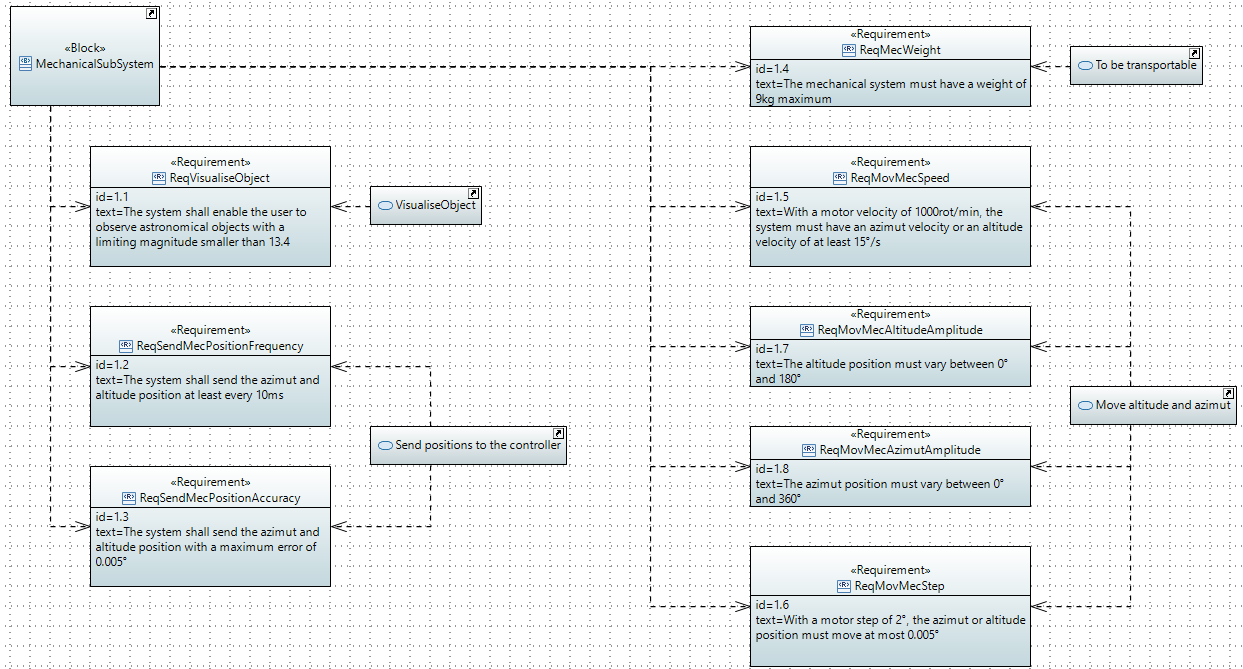 «Block»
MechanicalSubSystem
«Requirement»
ReqVisualiseObject
id=1.1
text=The system shall enable the user to
observe astronomical objects with a
limiting magnitude smaller than 13.4
VisualiseObject
«Requirement»
ReqSendMecPositionFrequency
id=1.2
text=The system shall send the azimut and
altitude position at least every 10ms
Send positions to the controller
«Requirement»
ReqSendMecPositionAccuracy
id=1.3
text=The system shall send the azimut and
altitude position with a maximum error of
0.005°
«Requirement»
ReqMecWeight
id=1.4
text=The mechanical system must have a weight of
9kg maximum
To be transportable
«Requirement»
ReqMovMecSpeed
id=1.5
text=With a motor velocity of 1000rot/min, the
system must have an azimut velocity or an altitude
velocity of at least 15°/s
«Requirement»
ReqMovMecAltitudeAmplitude
id=1.7
text=The altitude position must vary between 0°
and 180°
Move altitude and azimut
«Requirement»
ReqMovMecAzimutAmplitude
id=1.8
text=The azimut position must vary between 0°
and 360°
«Requirement»
ReqMovMecStep
id=1.6
text=With a motor step of 2°, the azimut or altitude
position must move at most 0.005°